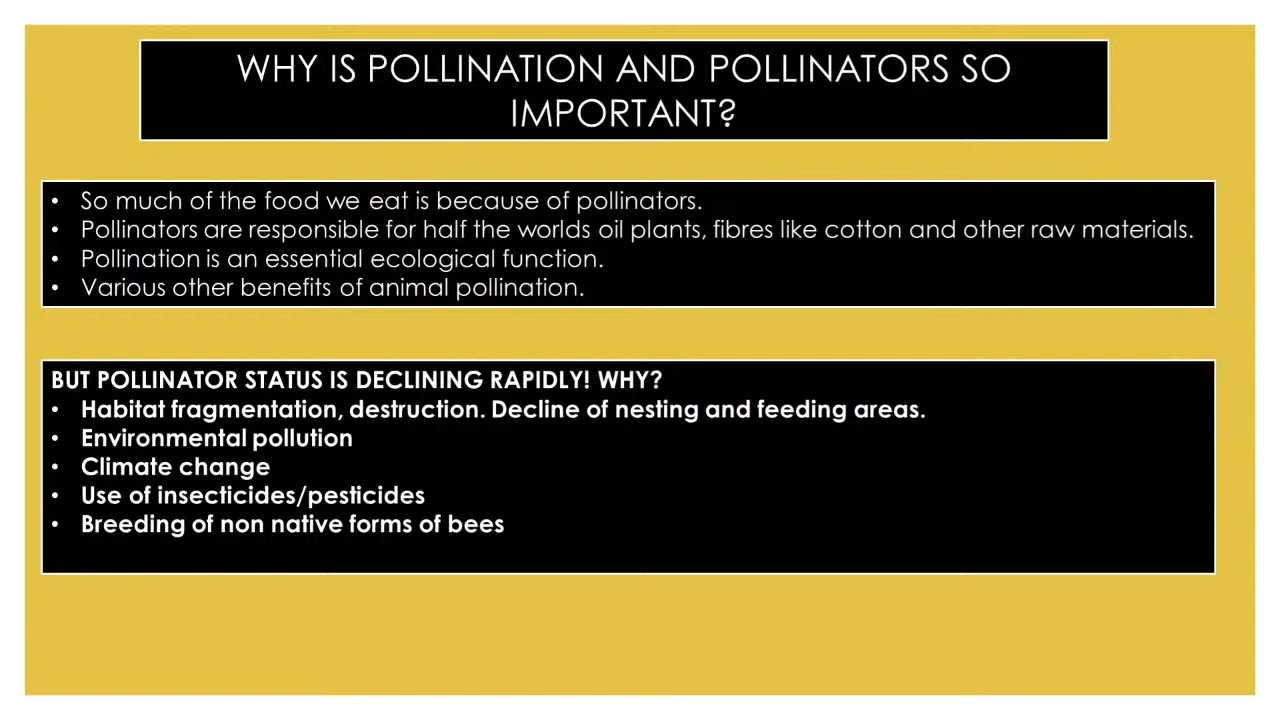 WHY IS POLLINATION AND POLLINATORS SO
IMPORTANT?
• So much of the food we eat is because of pollinators.
• Pollinators are responsible for half the worlds oil plants, fibres like cotton and other raw materials.
• Pollination is an essential ecological function.
• Various other benefits of animal pollination.
BUT POLLINATOR STATUS IS DECLINING RAPIDLY! WHY?
• Habitat fragmentation, destruction. Decline of nesting and feeding areas.
• Environmental pollution
• Climate change
• Use of insecticides/pesticides
• Breeding of non native forms of bees